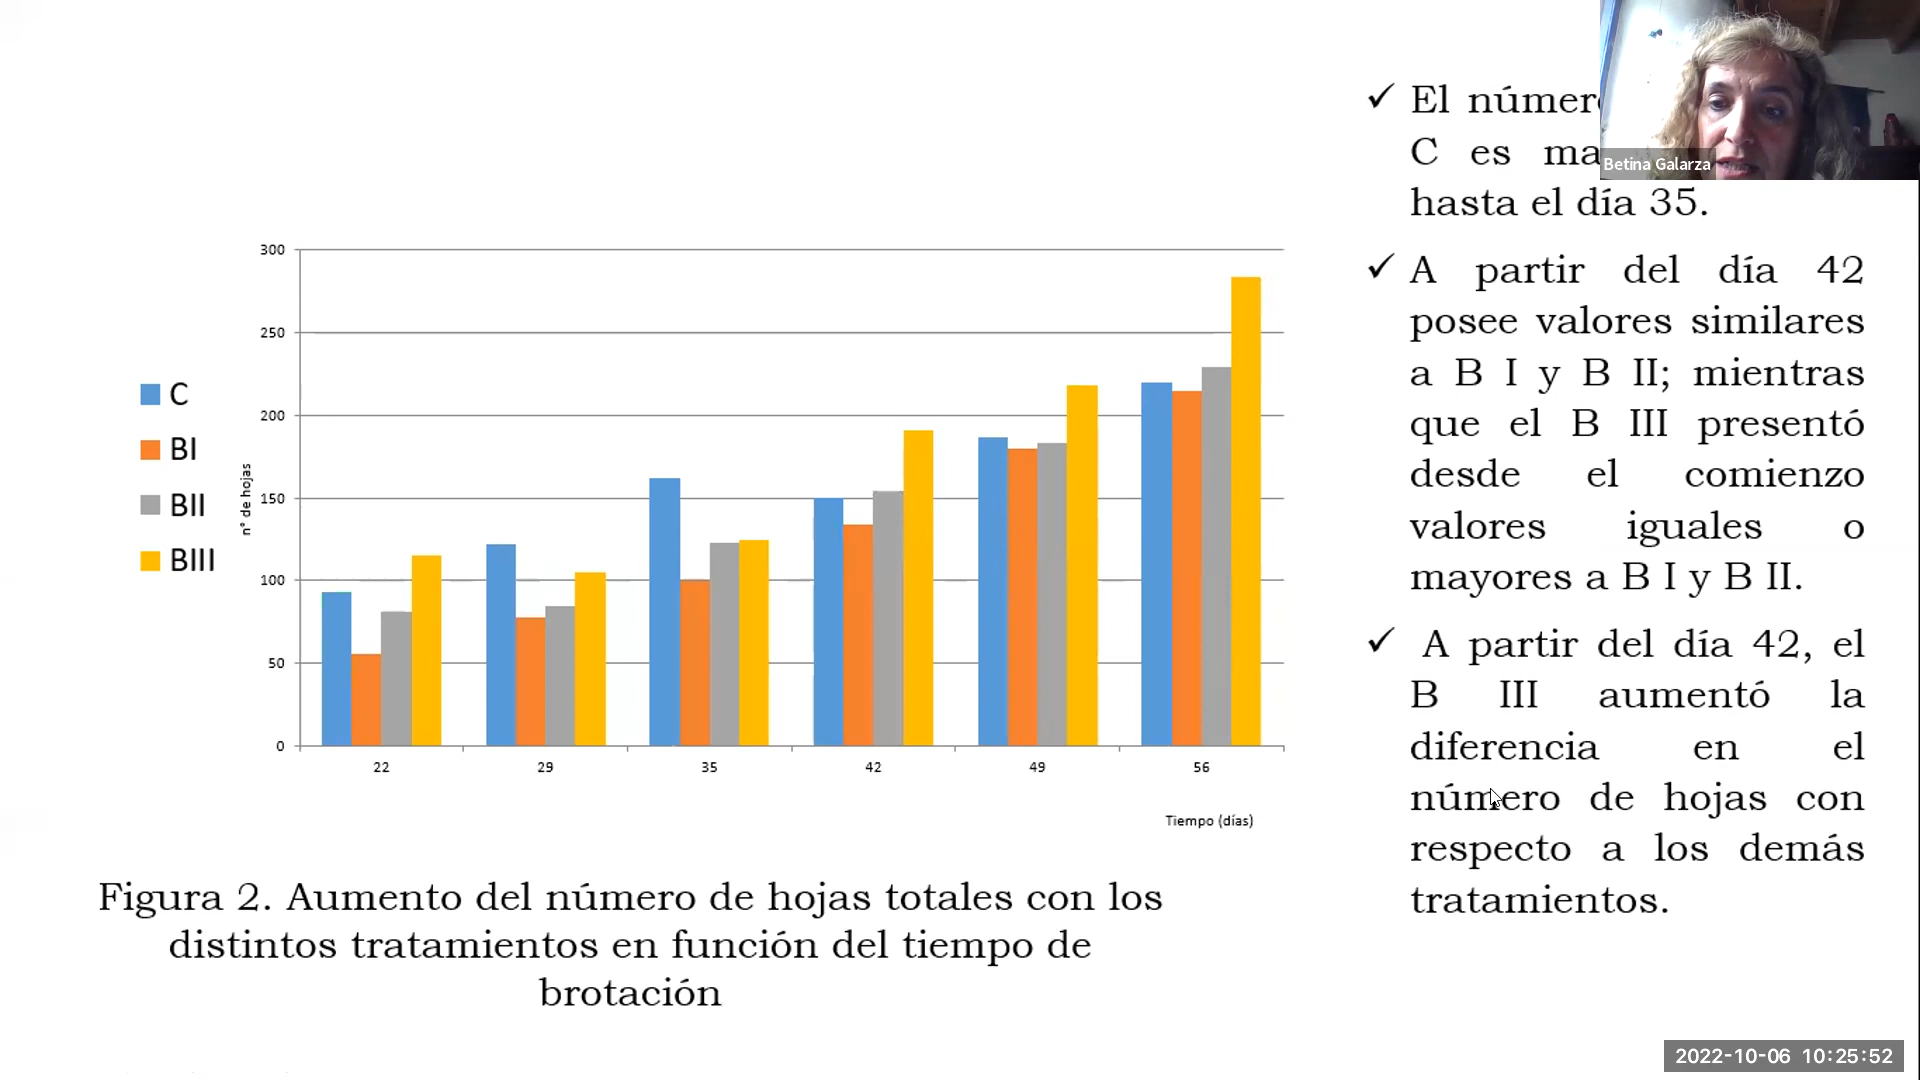 El
C es
hasta el día 35.
A partir del día 42
posee valores similares
a B I y B II; mientras
que el B III presentó
desde el comienzo
valores iguales o
mayores a B I y B II.
A partir del día 42, el
B III aumentó la
diferencia en el
número de hojas con
respecto a los demás
tratamientos.
Betina Galarza
C
BI
BII
BIII
n° de hojas
300
250
200
150
100
50
0
22 29 35 42 49 56
Tiempo (días)
Figura 2. Aumento del número de hojas totales con los
distintos tratamientos en función del tiempo de
brotación
2022-10-06 10:25:52